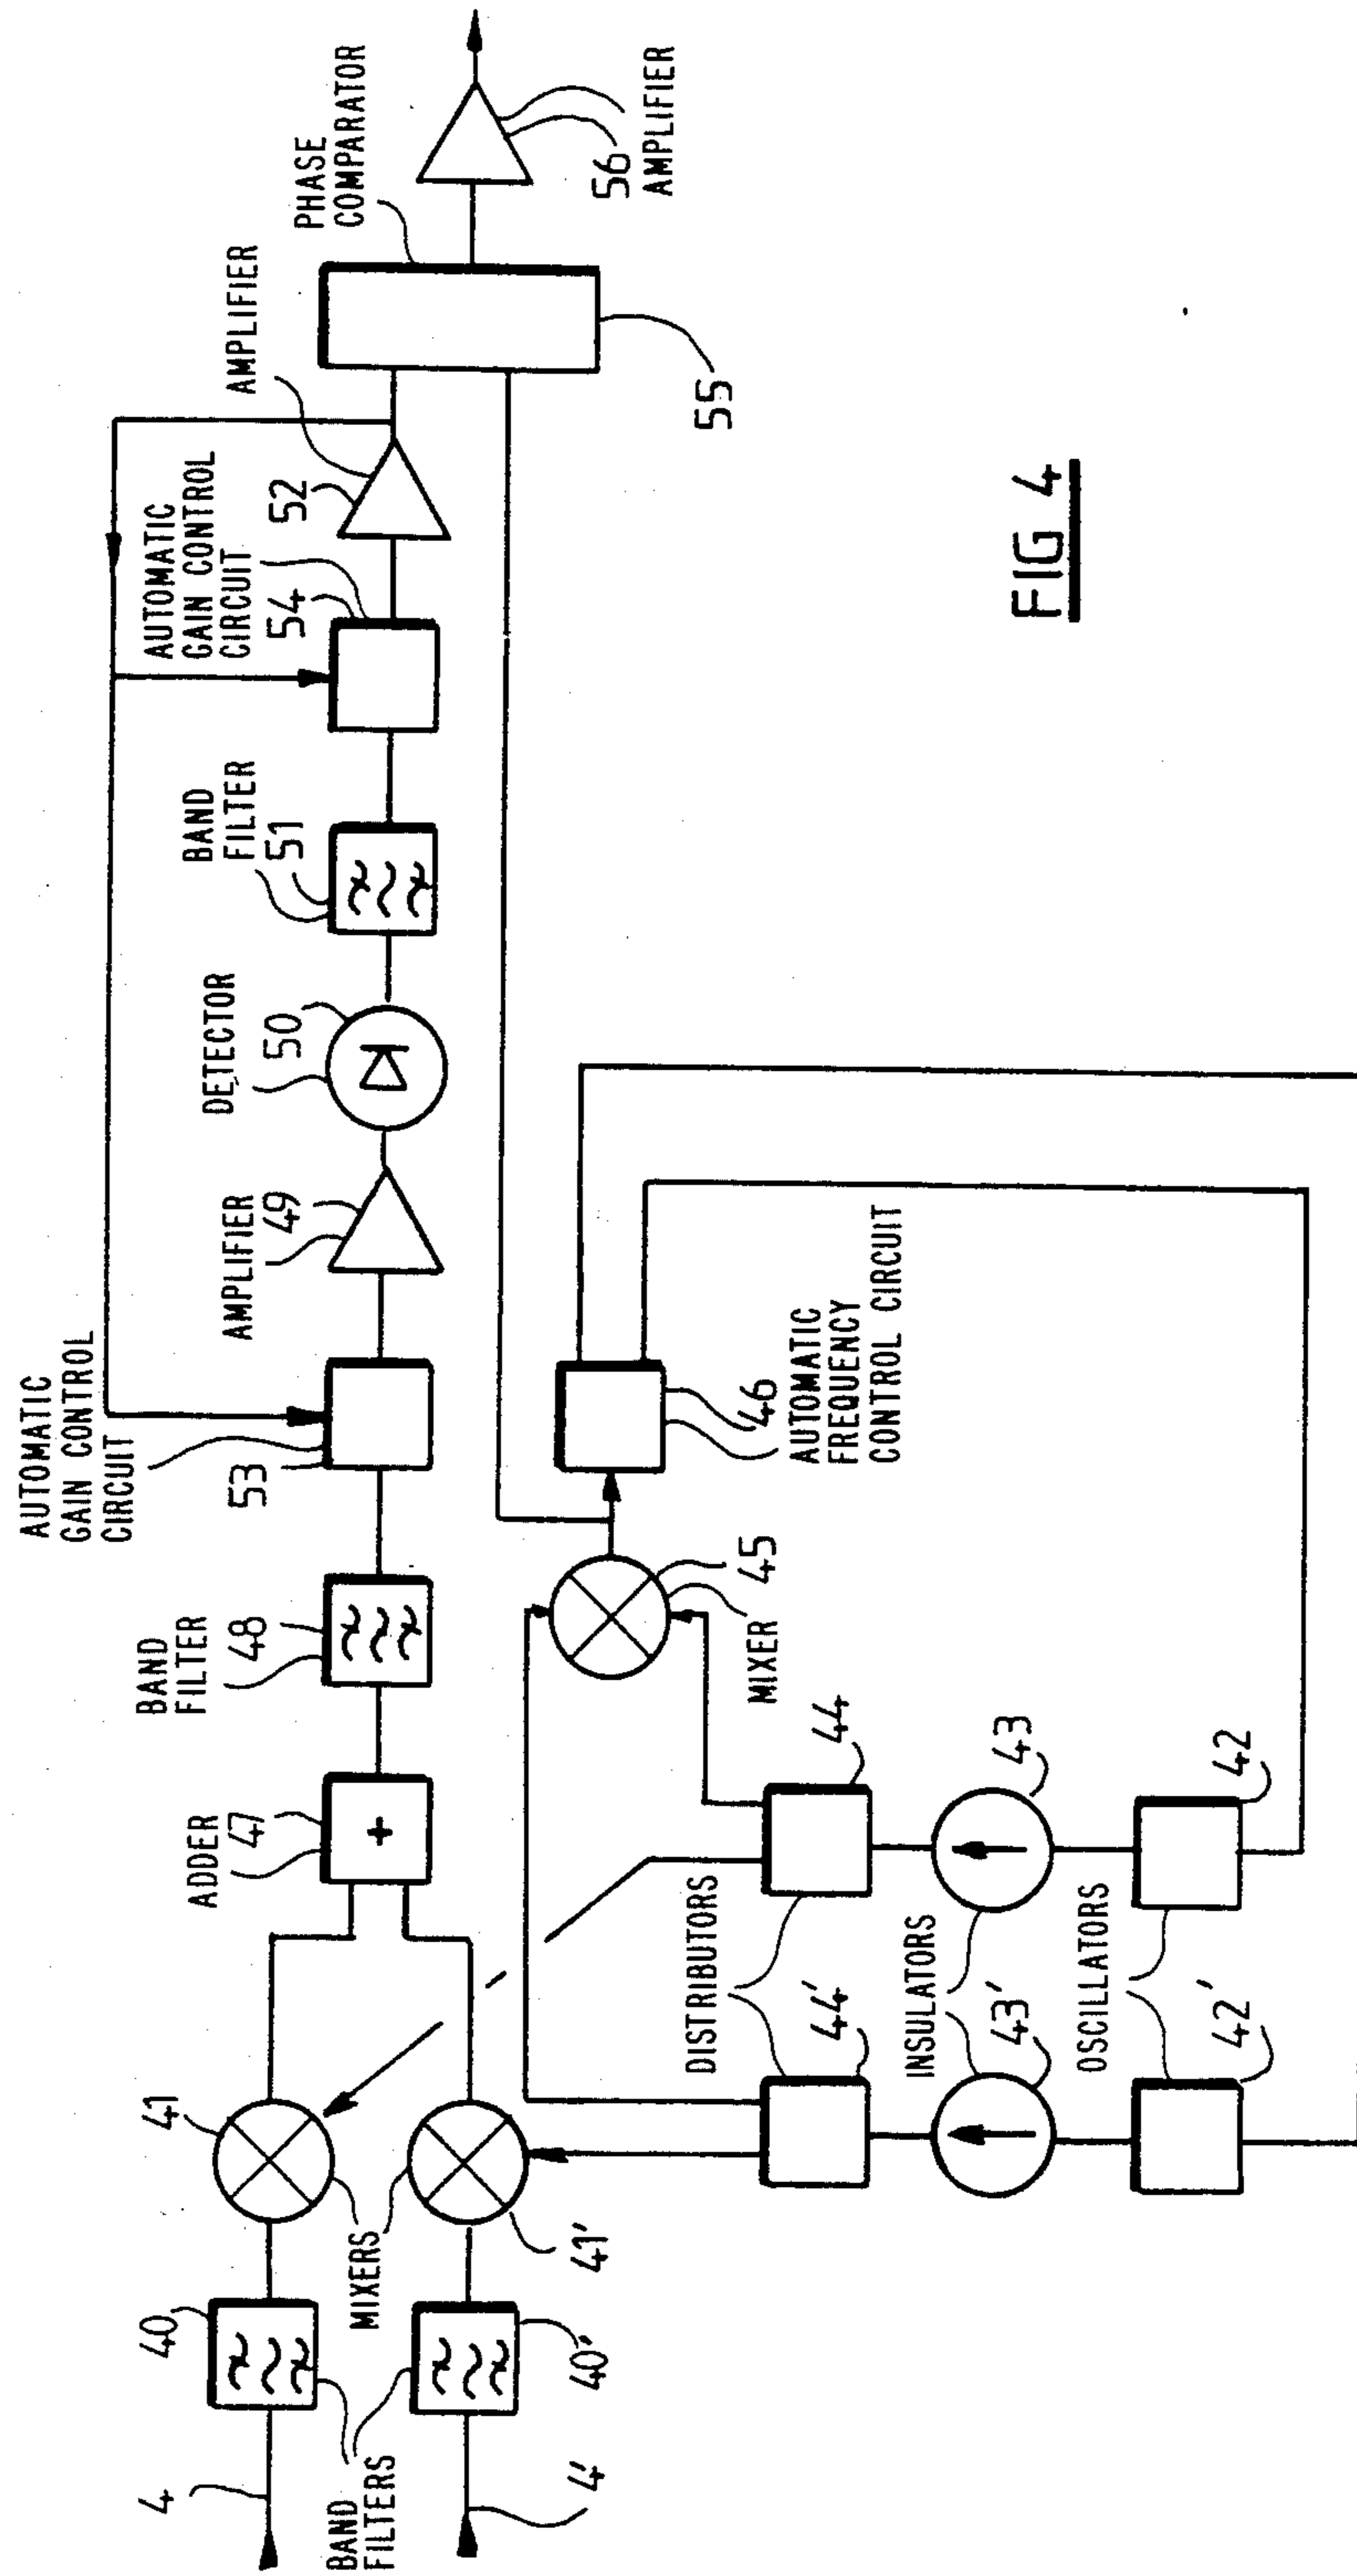 AUTOMATIC
GAIN CONTROL
CIRCUIT
53
AUTOMATIC
GAIN CONTROL
CIRCUIT
54
BAND
FILTER
48
ADDER
47
AMPLIFIER
49
DETECTOR
50
BAND
FILTER
51
AMPLIFIER
52
PHASE
COMPARATOR
55
56
AMPLIFIER
4
40
41
MIXERS
BAND
FILTERS
4'
40'
41'
45
MIXER
46
AUTOMATIC
FREQUENCY
CONTROL CIRCUIT
DISTRIBUTORS
44'
44
INSULATORS
43'
43
OSCILLATORS
42'
42
FIG 4